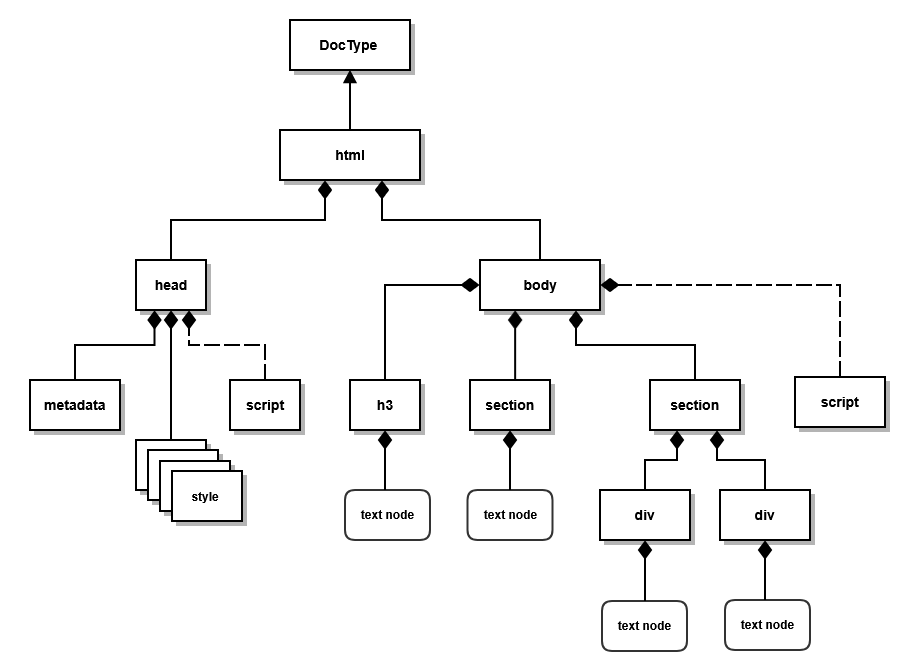 DocType
html
head
body
metadata
script
h3
section
section
script
style
text node
text node
div
div
text node
text node